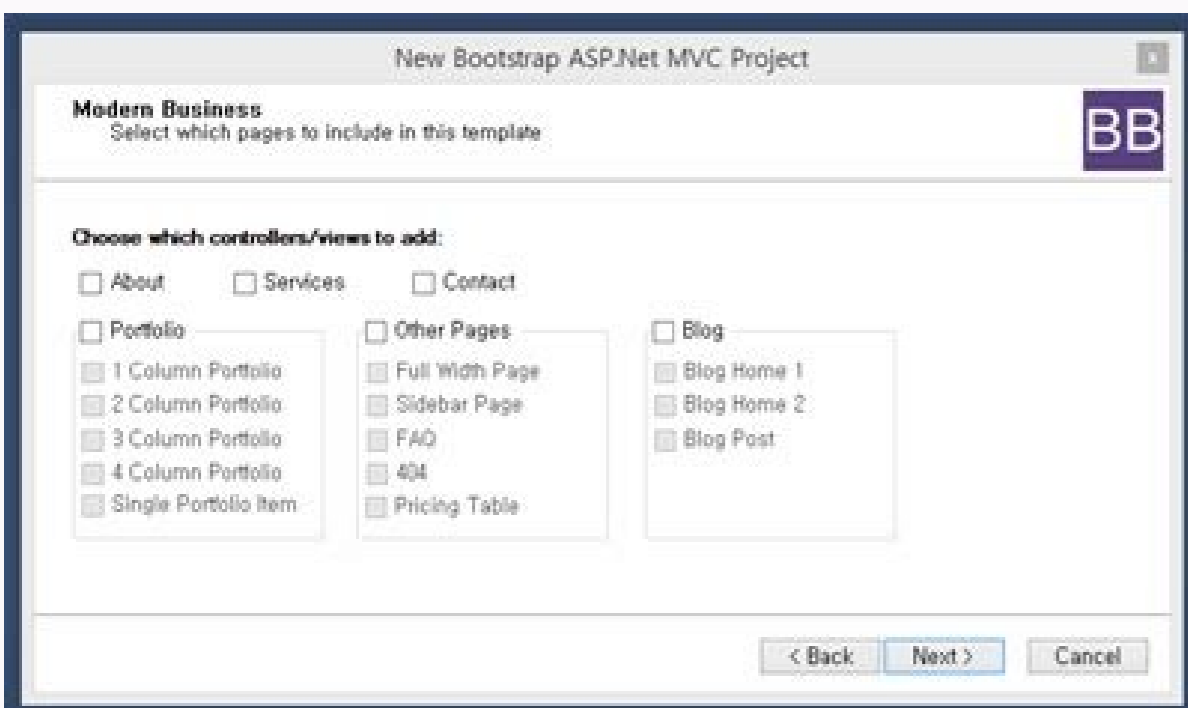 New Bootstrap ASP.Net MVC Project
x
Modern Business
Select which pages to include in this template
BB
Choose which controllers/views to add:
About Services Contact
Portfolio
1 Column Portfolio
2 Column Portfolio
3 Column Portfolio
4 Column Portfolio
Single Portfolio Item
Other Pages
Full Width Page
Sidebar Page
FAQ
404
Pricing Table
Blog
Blog Home 1
Blog Home 2
Blog Post
< Back Next > Cancel